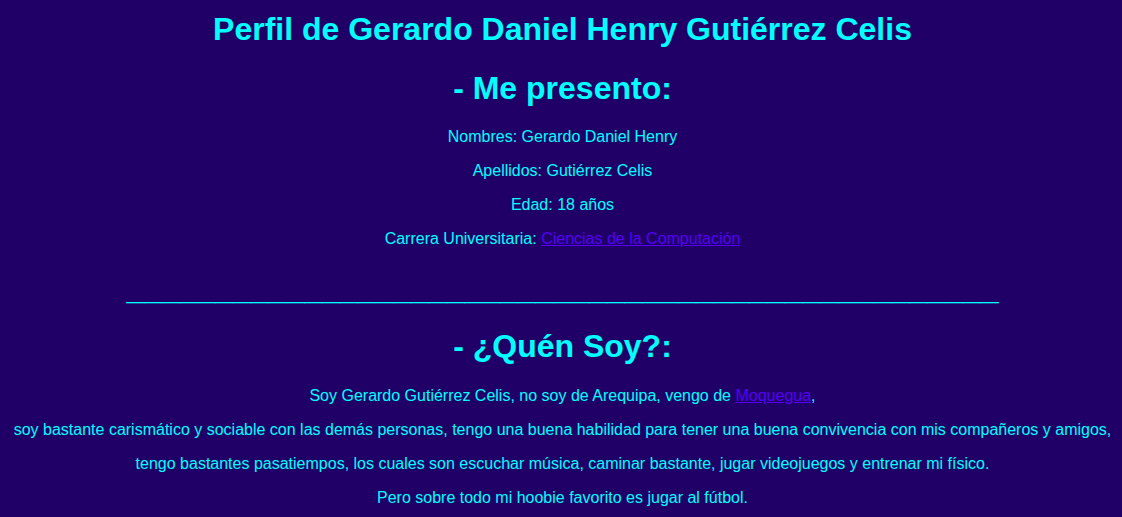 Perfil de Gerardo Daniel Henry Gutiérrez Celis
- Me presento:
Nombres: Gerardo Daniel Henry
Apellidos: Gutiérrez Celis
Edad: 18 años
Carrera Universitaria: Ciencias de la Computación
- ¿Quén Soy?:
Soy Gerardo Gutiérrez Celis, no soy de Arequipa, vengo de Moquegua,
soy bastante carismático y sociable con las demás personas, tengo una buena habilidad para tener una buena convivencia con mis compañeros y amigos,
tengo bastantes pasatiempos, los cuales son escuchar música, caminar bastante, jugar videojuegos y entrenar mi físico.
Pero sobre todo mi hoobie favorito es jugar al fútbol.